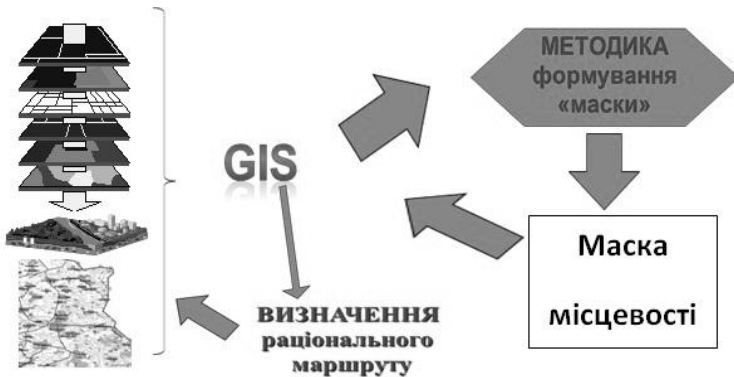 МЕТОДИКА
формування
«маски»
GIS
Маска
місцевості
ВИЗНАЧЕННЯ
раціонального
маршруту